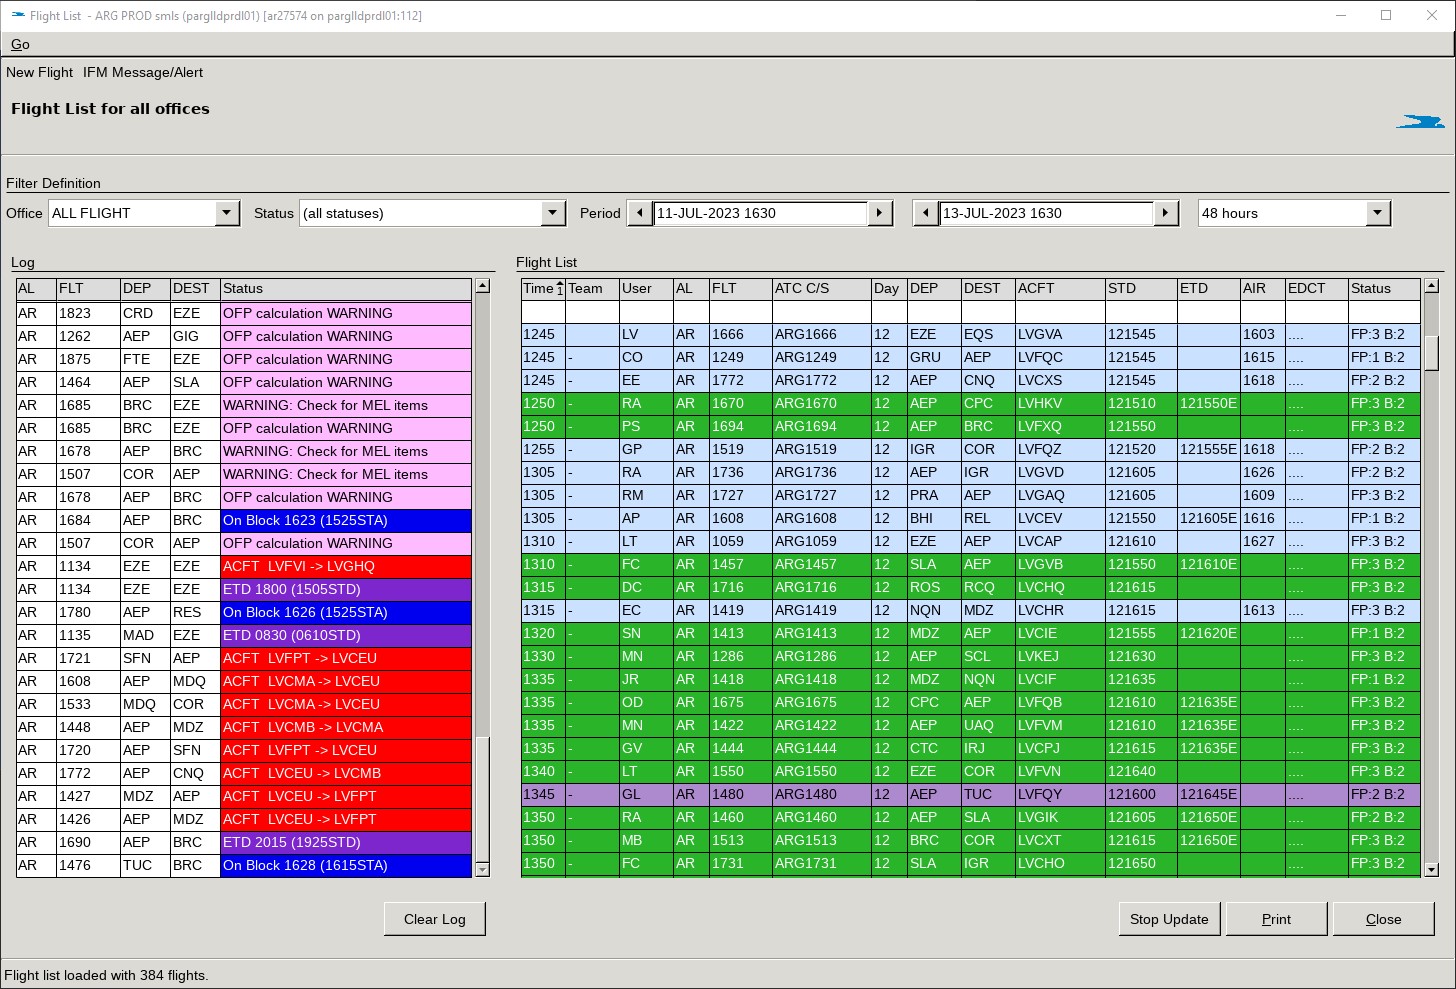 Flight List - ARG PROD smls (parglldprdl01) [ar27574 on parglldprdl01:112]
Go
New Flight IFM Message/Alert
Flight List for all offices
Filter Definition
Office ALL FLIGHT Status (all statuses) Period 11-JUL-2023 1630 13-JUL-2023 1630 48 hours
Log
AL FLT DEP DEST Status
AR 1823 CRD EZE OFP calculation WARNING
AR 1262 AEP GIG OFP calculation WARNING
AR 1875 FTE EZE OFP calculation WARNING
AR 1464 AEP SLA OFP calculation WARNING
AR 1685 BRC EZE WARNING: Check for MEL items
AR 1685 BRC EZE OFP calculation WARNING
AR 1678 AEP BRC WARNING: Check for MEL items
AR 1507 COR AEP WARNING: Check for MEL items
AR 1678 AEP BRC OFP calculation WARNING
AR 1684 AEP BRC On Block 1623 (1525STA)
AR 1507 COR AEP OFP calculation WARNING
AR 1134 EZE EZE ACFT LVFVI -> LVGHQ
AR 1134 EZE EZE ETD 1800 (1505STD)
AR 1780 AEP RES On Block 1626 (1525STA)
AR 1135 MAD EZE ETD 0830 (0610STD)
AR 1721 SFN AEP ACFT LVFPT -> LVCEU
AR 1608 AEP MDQ ACFT LVCMA -> LVCEU
AR 1533 MDQ COR ACFT LVCMA -> LVCEU
AR 1448 AEP MDZ ACFT LVCMB -> LVCMA
AR 1720 AEP SFN ACFT LVFPT -> LVCEU
AR 1772 AEP CNQ ACFT LVCEU -> LVCMB
AR 1427 MDZ AEP ACFT LVCEU -> LVFPT
AR 1426 AEP MDZ ACFT LVCEU -> LVFPT
AR 1690 AEP BRC ETD 2015 (1925STD)
AR 1476 TUC BRC On Block 1628 (1615STA)
Clear Log
Flight List
Time 1 Team User AL FLT ATC C/S Day DEP DEST ACFT STD ETD AIR EDCT Status
1245 LV AR 1666 ARG1666 12 EZE EQS LVGVA 121545 1603 .... FP:3 B:2
1245 - CO AR 1249 ARG1249 12 GRU AEP LVFQC 121545 1615 .... FP:1 B:2
1245 - EE AR 1772 ARG1772 12 AEP CNQ LVCXS 121545 1618 .... FP:2 B:2
1250 - RA AR 1670 ARG1670 12 AEP CPC LVHKV 121510 121550E .... FP:3 B:2
1250 - PS AR 1694 ARG1694 12 AEP BRC LVFXQ 121550 .... FP:3 B:2
1255 - GP AR 1519 ARG1519 12 IGR COR LVFQZ 121520 121555E 1618 .... FP:2 B:2
1305 - RA AR 1736 ARG1736 12 AEP IGR LVGVD 121605 1626 .... FP:2 B:2
1305 - RM AR 1727 ARG1727 12 PRA AEP LVGAQ 121605 1609 .... FP:3 B:2
1305 - AP AR 1608 ARG1608 12 BHI REL LVCEV 121550 121605E 1616 .... FP:1 B:2
1310 - LT AR 1059 ARG1059 12 EZE AEP LVCAP 121610 1627 .... FP:3 B:2
1310 - FC AR 1457 ARG1457 12 SLA AEP LVGVB 121550 121610E .... FP:3 B:2
1315 - DC AR 1716 ARG1716 12 ROS RCQ LVCHQ 121615 .... FP:3 B:2
1315 - EC AR 1419 ARG1419 12 NQN MDZ LVCHR 121615 1613 .... FP:3 B:2
1320 - SN AR 1413 ARG1413 12 MDZ AEP LVCIE 121555 121620E .... FP:1 B:2
1330 - MN AR 1286 ARG1286 12 AEP SCL LVKEJ 121630 .... FP:3 B:2
1335 - JR AR 1418 ARG1418 12 MDZ NQN LVCIF 121635 .... FP:1 B:2
1335 - OD AR 1675 ARG1675 12 CPC AEP LVFQB 121610 121635E .... FP:3 B:2
1335 - MN AR 1422 ARG1422 12 AEP UAQ LVFVM 121610 121635E .... FP:3 B:2
1335 - GV AR 1444 ARG1444 12 CTC IRJ LVCPJ 121615 121635E .... FP:3 B:2
1340 - LT AR 1550 ARG1550 12 EZE COR LVFVN 121640 .... FP:3 B:2
1345 - GL AR 1480 ARG1480 12 AEP TUC LVFQY 121600 121645E .... FP:2 B:2
1350 - RA AR 1460 ARG1460 12 AEP SLA LVGIK 121605 121650E .... FP:2 B:2
1350 - MB AR 1513 ARG1513 12 BRC COR LVCXT 121615 121650E .... FP:3 B:2
1350 - FC AR 1731 ARG1731 12 SLA IGR LVCHO 121650 .... FP:3 B:2
Stop Update Print Close
Flight list loaded with 384 flights.